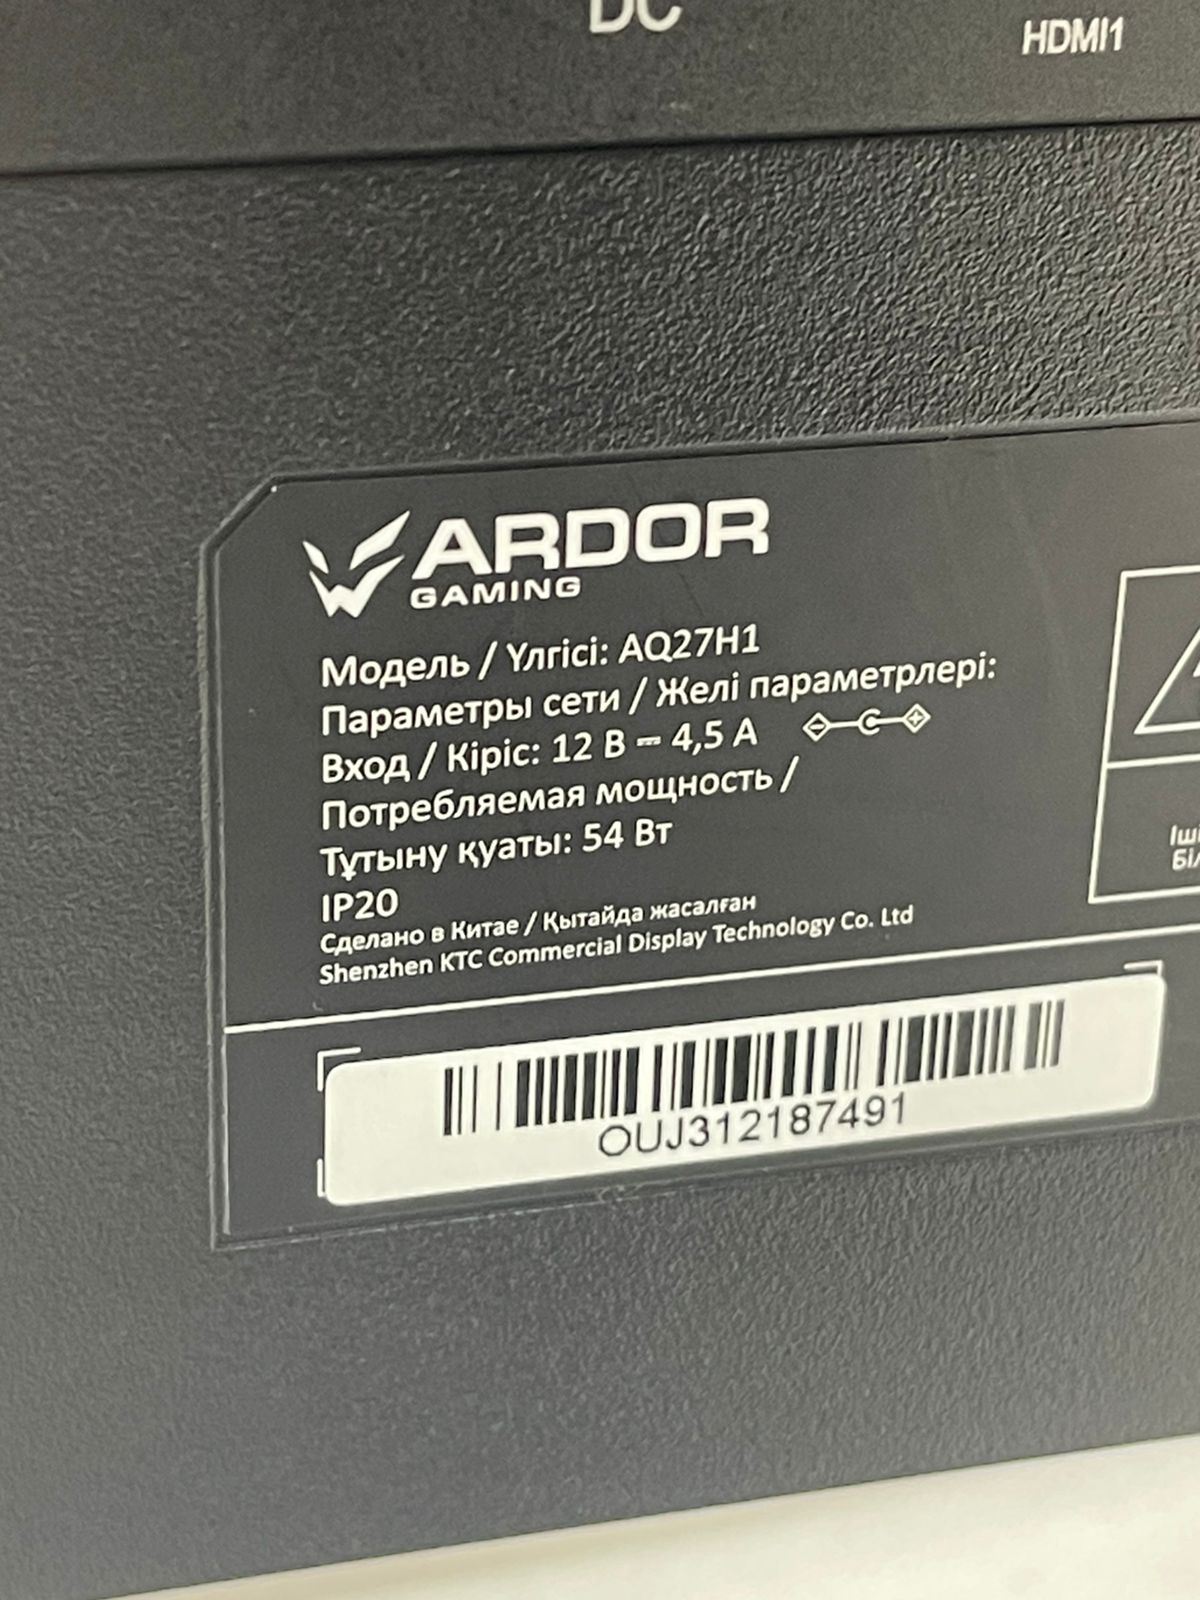 DC
HDMI1
ARDOR
GAMING
Модель / Үлгісі: AQ27H1
Параметры сети / Желі параметрлері:
Вход / Кіріс: 12 В ⎓ 4,5 А
Потребляемая мощность /
Тұтыну қуаты: 54 Вт
IP20
Сделано в Китае / Қытайда жасалған
Shenzhen KTC Commercial Display Technology Co. Ltd
OUJ312187491